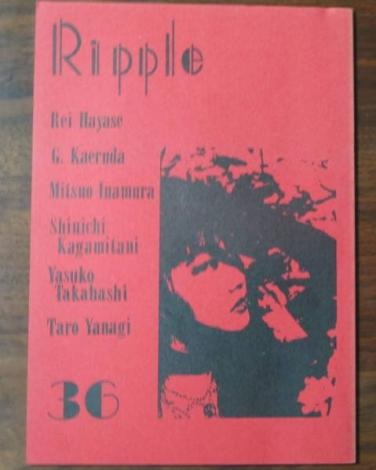 Ripple
Rei Hayase
G. Kaeruda
Mitsuo Inamura
Shinichi
Kagamitani
Yasuko
Takahashi
Taro Yanagi
36